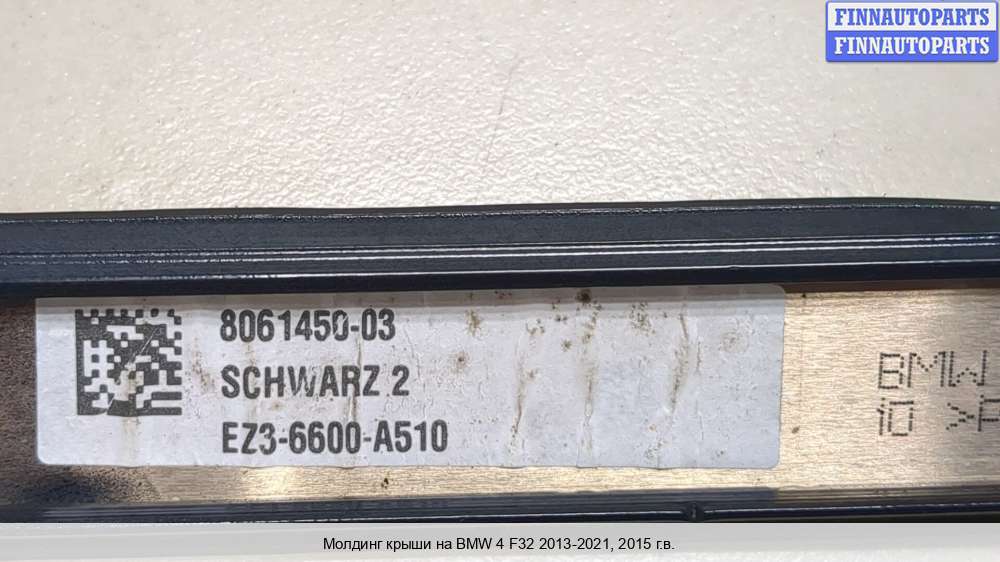 FINNAUTOPARTS
FINNAUTOPARTS
8061450-03
SCHWARZ 2
EZ3-6600-A510
BMW
10 >P
Молдинг крыши на BMW 4 F32 2013-2021, 2015 г.в.